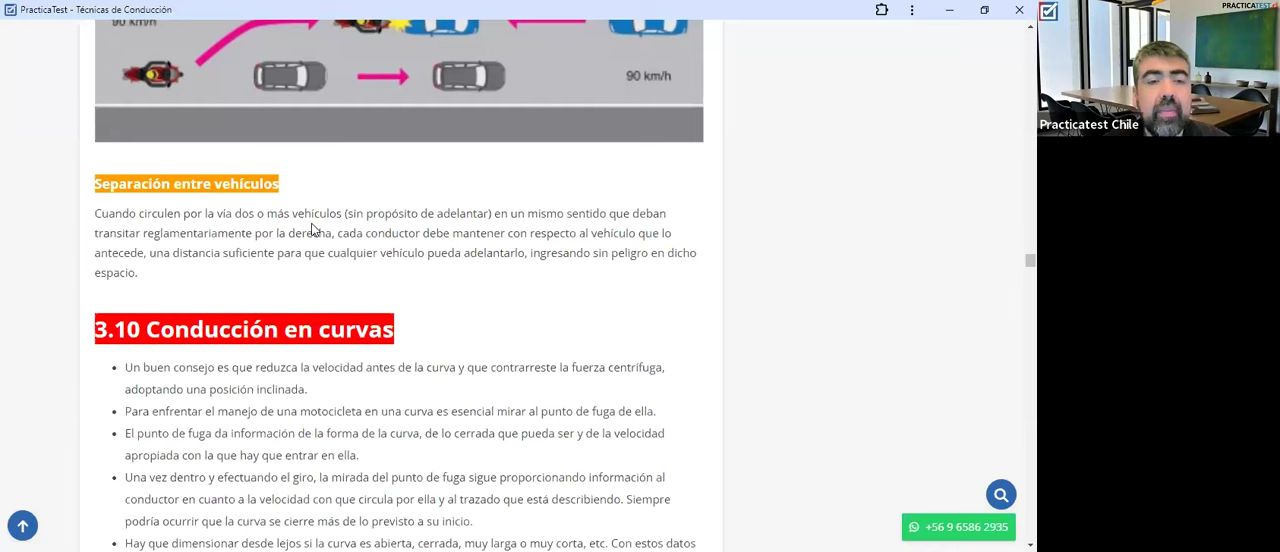 PracticaTest - Técnicas de Conducción
PRACTICATEST
90 km/h
90 km/h
Practicatest Chile
Separación entre vehículos
Cuando circulen por la vía dos o más vehículos (sin propósito de adelantar) en un mismo sentido que deban
transitar reglamentariamente por la derecha, cada conductor debe mantener con respecto al vehículo que lo
antecede, una distancia suficiente para que cualquier vehículo pueda adelantarlo, ingresando sin peligro en dicho
espacio.
3.10 Conducción en curvas
• Un buen consejo es que reduzca la velocidad antes de la curva y que contrarreste la fuerza centrífuga,
adoptando una posición inclinada.
• Para enfrentar el manejo de una motocicleta en una curva es esencial mirar al punto de fuga de ella.
• El punto de fuga da información de la forma de la curva, de lo cerrada que pueda ser y de la velocidad
apropiada con la que hay que entrar en ella.
• Una vez dentro y efectuando el giro, la mirada del punto de fuga sigue proporcionando información al
conductor en cuanto a la velocidad con que circula por ella y al trazado que está describiendo. Siempre
podría ocurrir que la curva se cierre más de lo previsto a su inicio.
• Hay que dimensionar desde lejos si la curva es abierta, cerrada, muy larga o muy corta, etc. Con estos datos
+56 9 6586 2935